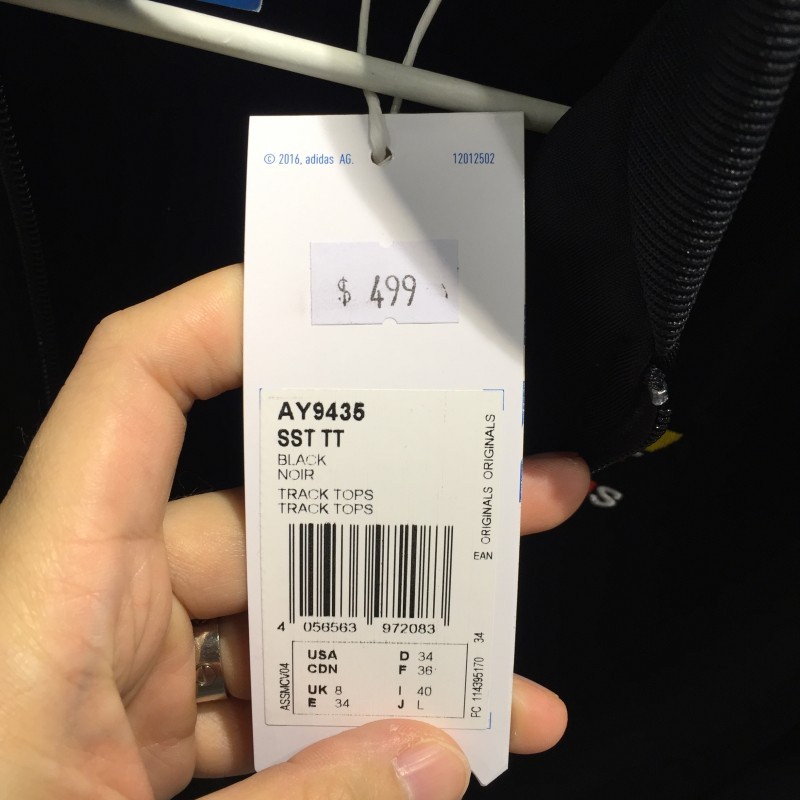 © 2016, adidas AG. 12012502
$ 499
AY9435
SST TT
BLACK
NOIR
TRACK TOPS
TRACK TOPS
ORIGINALS ORIGINALS
EAN
4 056563 972083
ASSMCV04
USA D 34
CDN F 36
UK 8 I 40
E 34 J L
PC 114395170 34
S